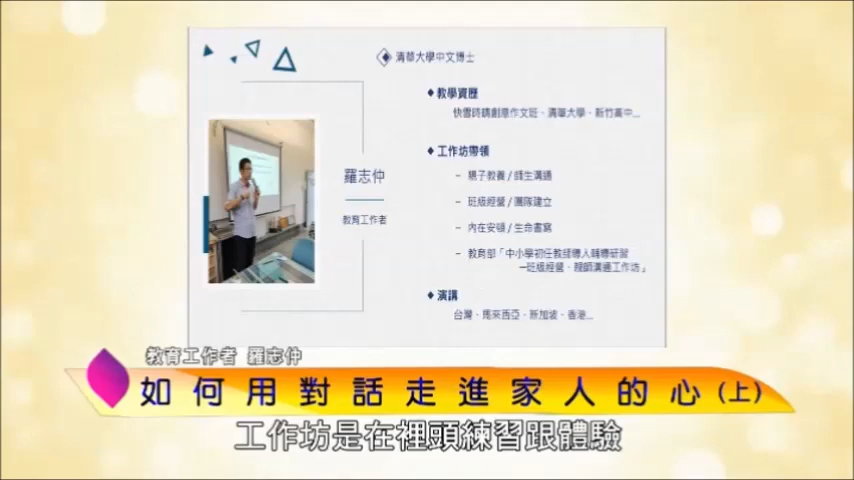 清華大學中文博士
羅志仲
教育工作者
教學資歷
快雪時晴創意作文班、清華大學、新竹高中...
工作坊帶領
- 親子教養/師生溝通
- 班級經營/團隊建立
- 內在安頓/生命書寫
- 教育部「中小學初任教師導入輔導研習
─班級經營、親師溝通工作坊」
演講
台灣、馬來西亞、新加坡、香港...
教育工作者 羅志仲
如何用對話走進家人的心(上)
工作坊是在裡頭練習跟體驗